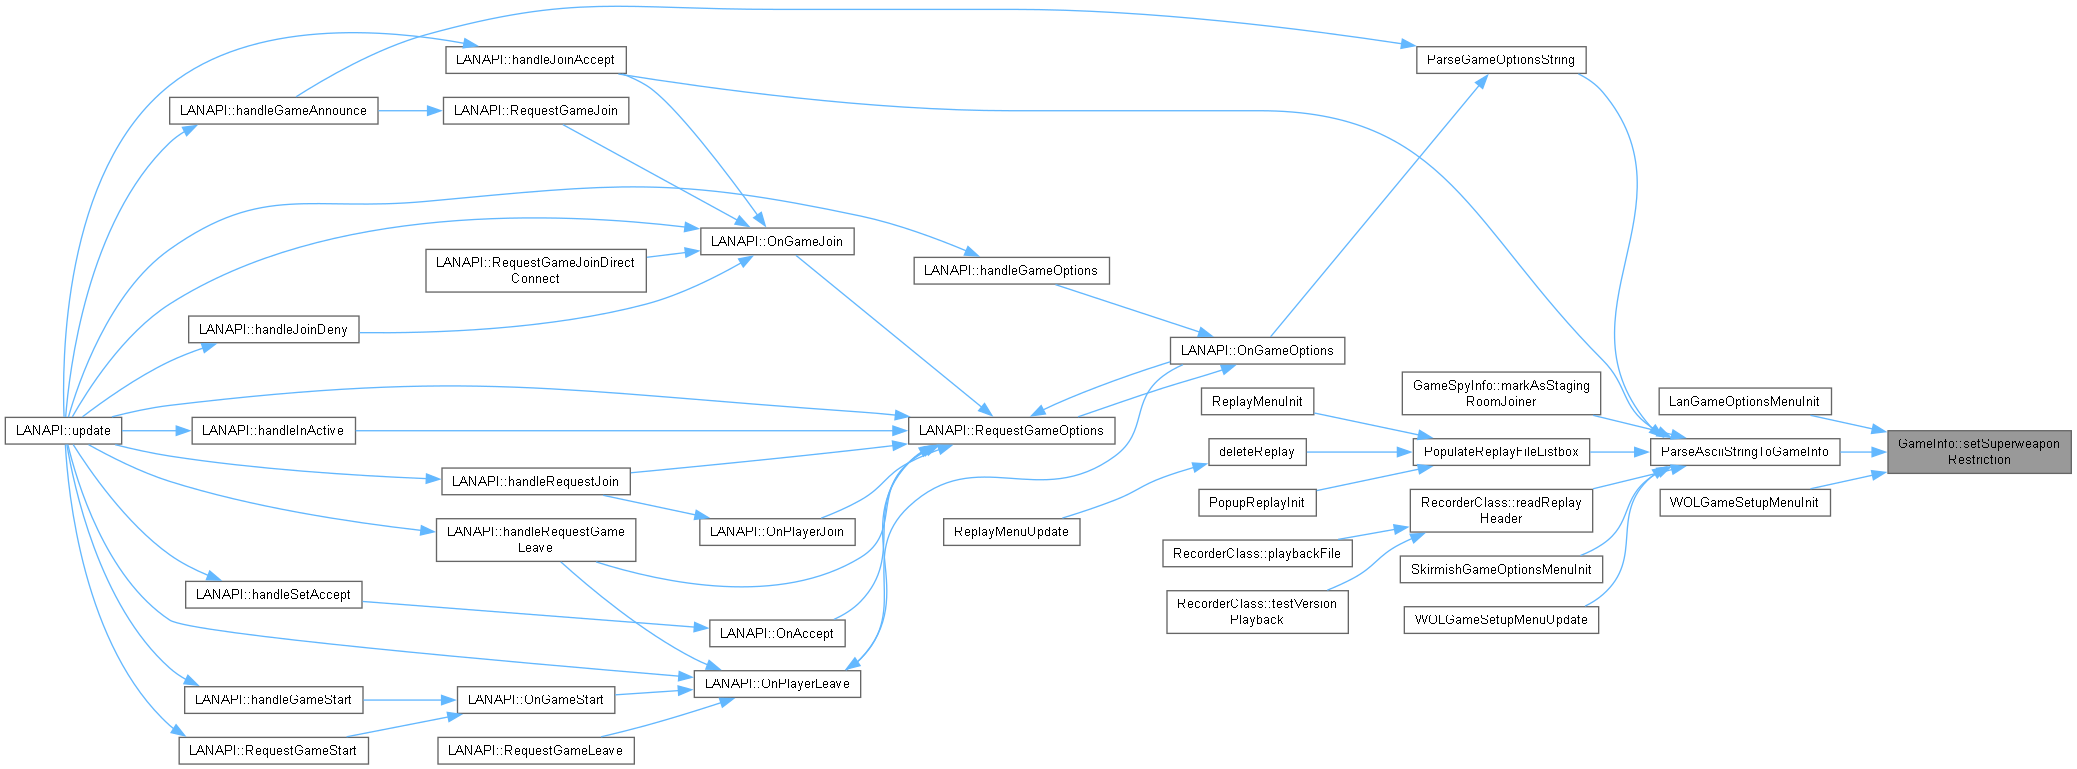 LANAPI::handleJoinAccept
ParseGameOptionsString
LANAPI::handleGameAnnounce
LANAPI::RequestGameJoin
LANAPI::OnGameJoin
LANAPI::RequestGameJoinDirect
Connect
LANAPI::handleGameOptions
LANAPI::handleJoinDeny
LANAPI::OnGameOptions
GameSpyInfo::markAsStaging
RoomJoiner
ReplayMenuInit
LanGameOptionsMenuInit
LANAPI::update
LANAPI::handleInActive
LANAPI::RequestGameOptions
deleteReplay
PopulateReplayFileListbox
ParseAsciiStringToGameInfo
GameInfo::setSuperweapon
Restriction
LANAPI::handleRequestJoin
PopupReplayInit
RecorderClass::readReplay
Header
WOLGameSetupMenuInit
LANAPI::handleRequestGame
Leave
LANAPI::OnPlayerJoin
ReplayMenuUpdate
RecorderClass::playbackFile
SkirmishGameOptionsMenuInit
LANAPI::handleSetAccept
RecorderClass::testVersion
Playback
WOLGameSetupMenuUpdate
LANAPI::OnAccept
LANAPI::OnPlayerLeave
LANAPI::handleGameStart
LANAPI::OnGameStart
LANAPI::RequestGameStart
LANAPI::RequestGameLeave